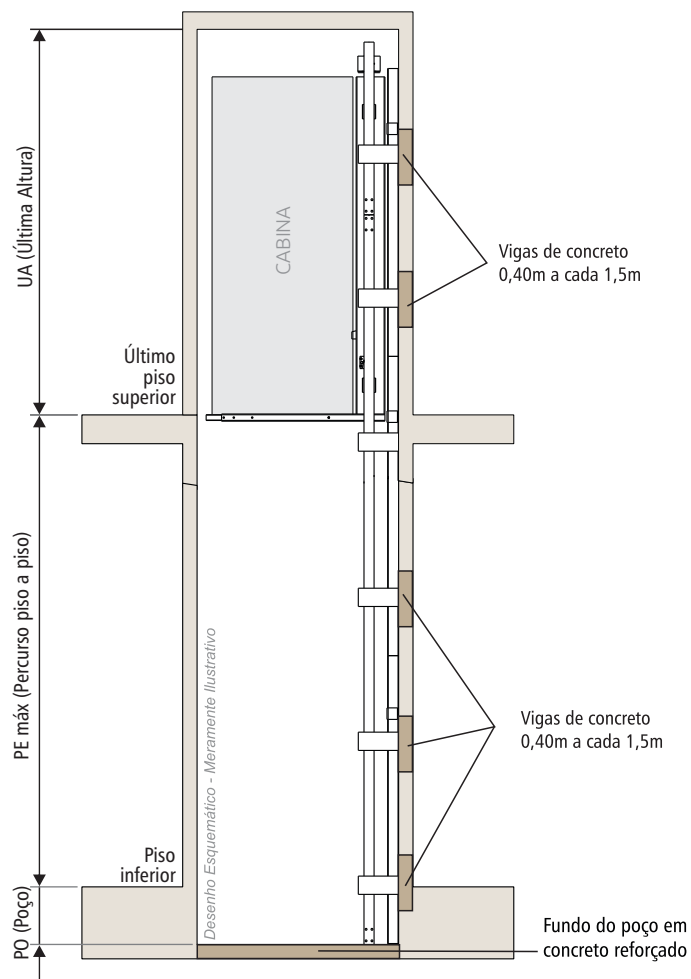 UA (Última Altura)
CABINA
Vigas de concreto
0,40m a cada 1,5m
Último
piso
superior
PE máx (Percurso piso a piso)
Desenho Esquemático - Meramente Ilustrativo
Vigas de concreto
0,40m a cada 1,5m
Piso
inferior
PO (Poço)
Fundo do poço em
concreto reforçado